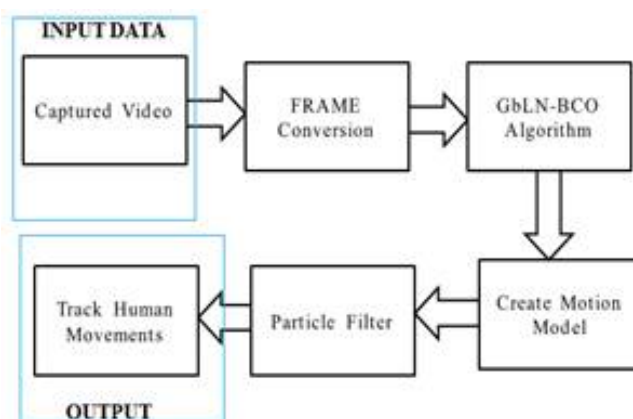 INPUT DATA
Captured Video
FRAME
Conversion
GbLN-BCO
Algorithm
Create Motion
Model
Particle Filter
Track Human
Movements
OUTPUT